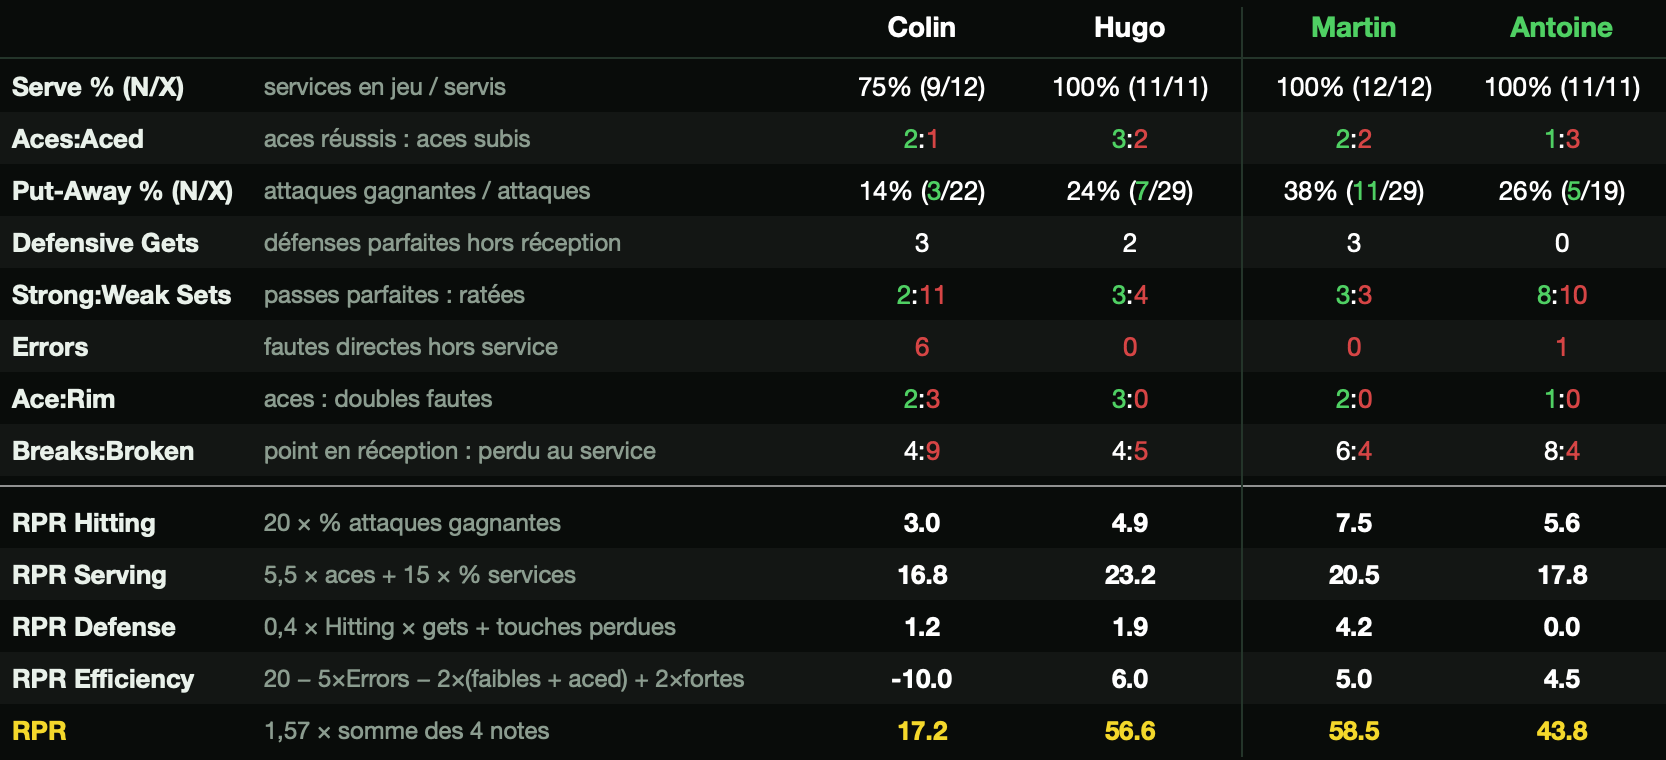 Colin Hugo Martin Antoine
Serve % (N/X) services en jeu / servis 75% (9/12) 100% (11/11) 100% (12/12) 100% (11/11)
Aces:Aced aces réussis : aces subis 2:1 3:2 2:2 1:3
Put-Away % (N/X) attaques gagnantes / attaques 14% (3/22) 24% (7/29) 38% (11/29) 26% (5/19)
Defensive Gets défenses parfaites hors réception 3 2 3 0
Strong:Weak Sets passes parfaites : ratées 2:11 3:4 3:3 8:10
Errors fautes directes hors service 6 0 0 1
Ace:Rim aces : doubles fautes 2:3 3:0 2:0 1:0
Breaks:Broken point en réception : perdu au service 4:9 4:5 6:4 8:4
RPR Hitting 20 × % attaques gagnantes 3.0 4.9 7.5 5.6
RPR Serving 5,5 × aces + 15 × % services 16.8 23.2 20.5 17.8
RPR Defense 0,4 × Hitting × gets + touches perdues 1.2 1.9 4.2 0.0
RPR Efficiency 20 – 5×Errors – 2×(faibles + aced) + 2×fortes -10.0 6.0 5.0 4.5
RPR 1,57 × somme des 4 notes 17.2 56.6 58.5 43.8